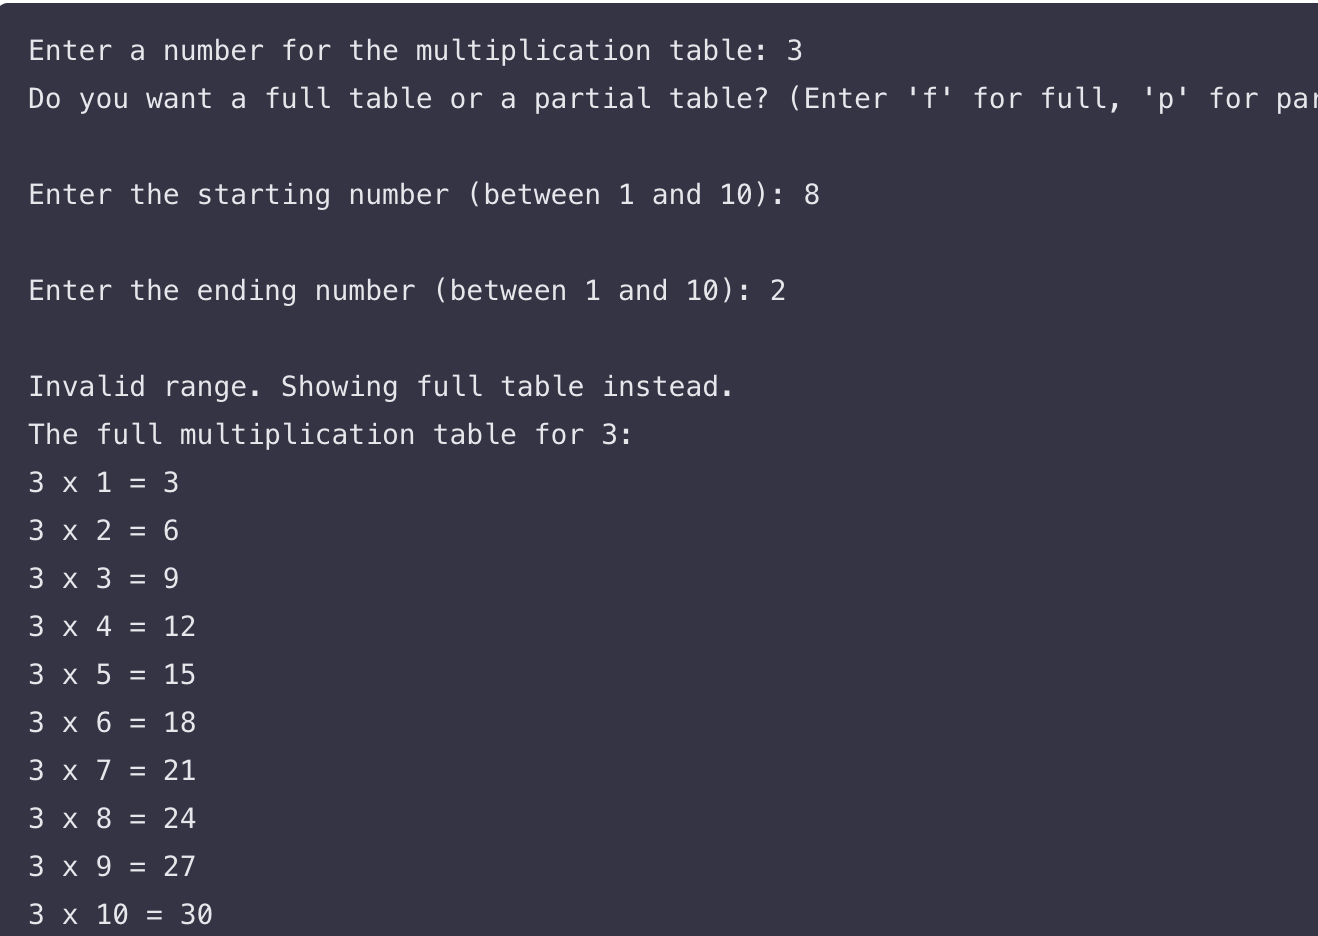 Enter a number for the multiplication table: 3
Do you want a full table or a partial table? (Enter 'f' for full, 'p' for
Enter the starting number (between 1 and 10): 8
Enter the ending number (between 1 and 10): 2
Invalid range. Showing full table instead.
The full multiplication table for 3:
3 x 1 = 3
3 x 2 = 6
3 x 3 = 9
3 x 4 = 12
3 x 5 = 15
3 x 6 = 18
3 x 7 = 21
3 x 8 = 24
3 x 9 = 27
3 x 10 = 30